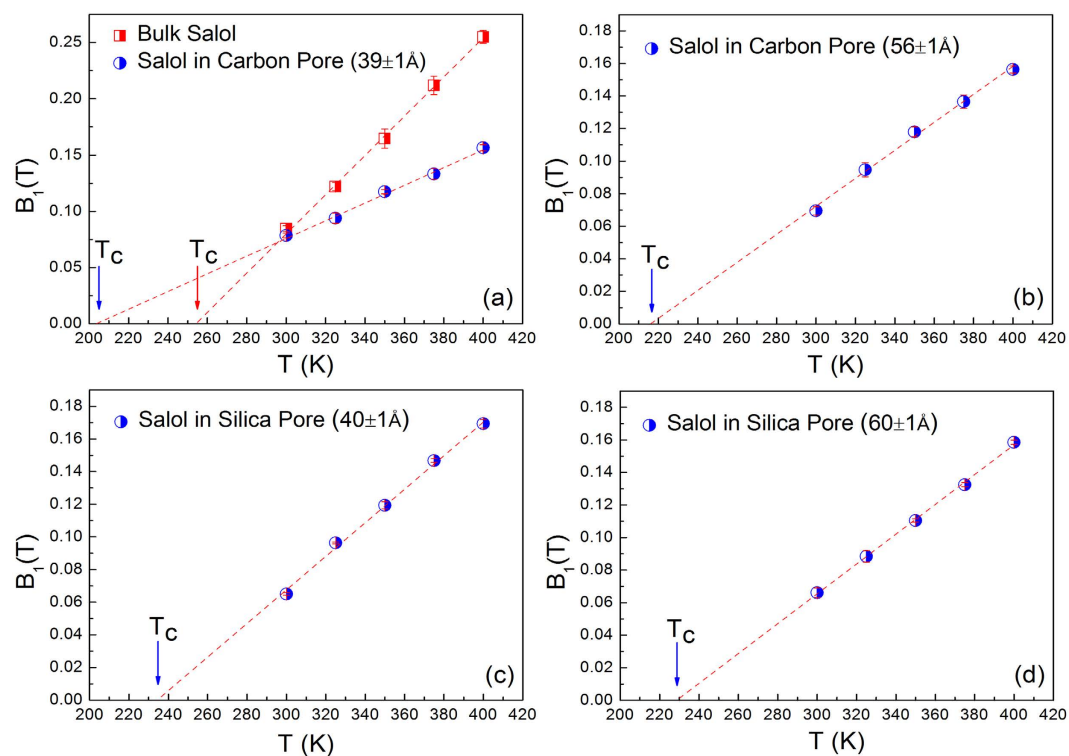 Bulk Salol
Salol in Carbon Pore (39±1Å)
0.25
0.20
0.15
0.10
0.05
0.00
B1(T)
TC
TC
(a)
200 220 240 260 280 300 320 340 360 380 400 420
T (K)
Salol in Carbon Pore (56±1Å)
0.18
0.16
0.14
0.12
0.10
0.08
0.06
0.04
0.02
0.00
B1(T)
TC
(b)
200 220 240 260 280 300 320 340 360 380 400 420
T (K)
Salol in Silica Pore (40±1Å)
0.18
0.16
0.14
0.12
0.10
0.08
0.06
0.04
0.02
0.00
B1(T)
TC
(c)
200 220 240 260 280 300 320 340 360 380 400 420
T (K)
Salol in Silica Pore (60±1Å)
0.18
0.16
0.14
0.12
0.10
0.08
0.06
0.04
0.02
0.00
B1(T)
TC
(d)
200 220 240 260 280 300 320 340 360 380 400 420
T (K)